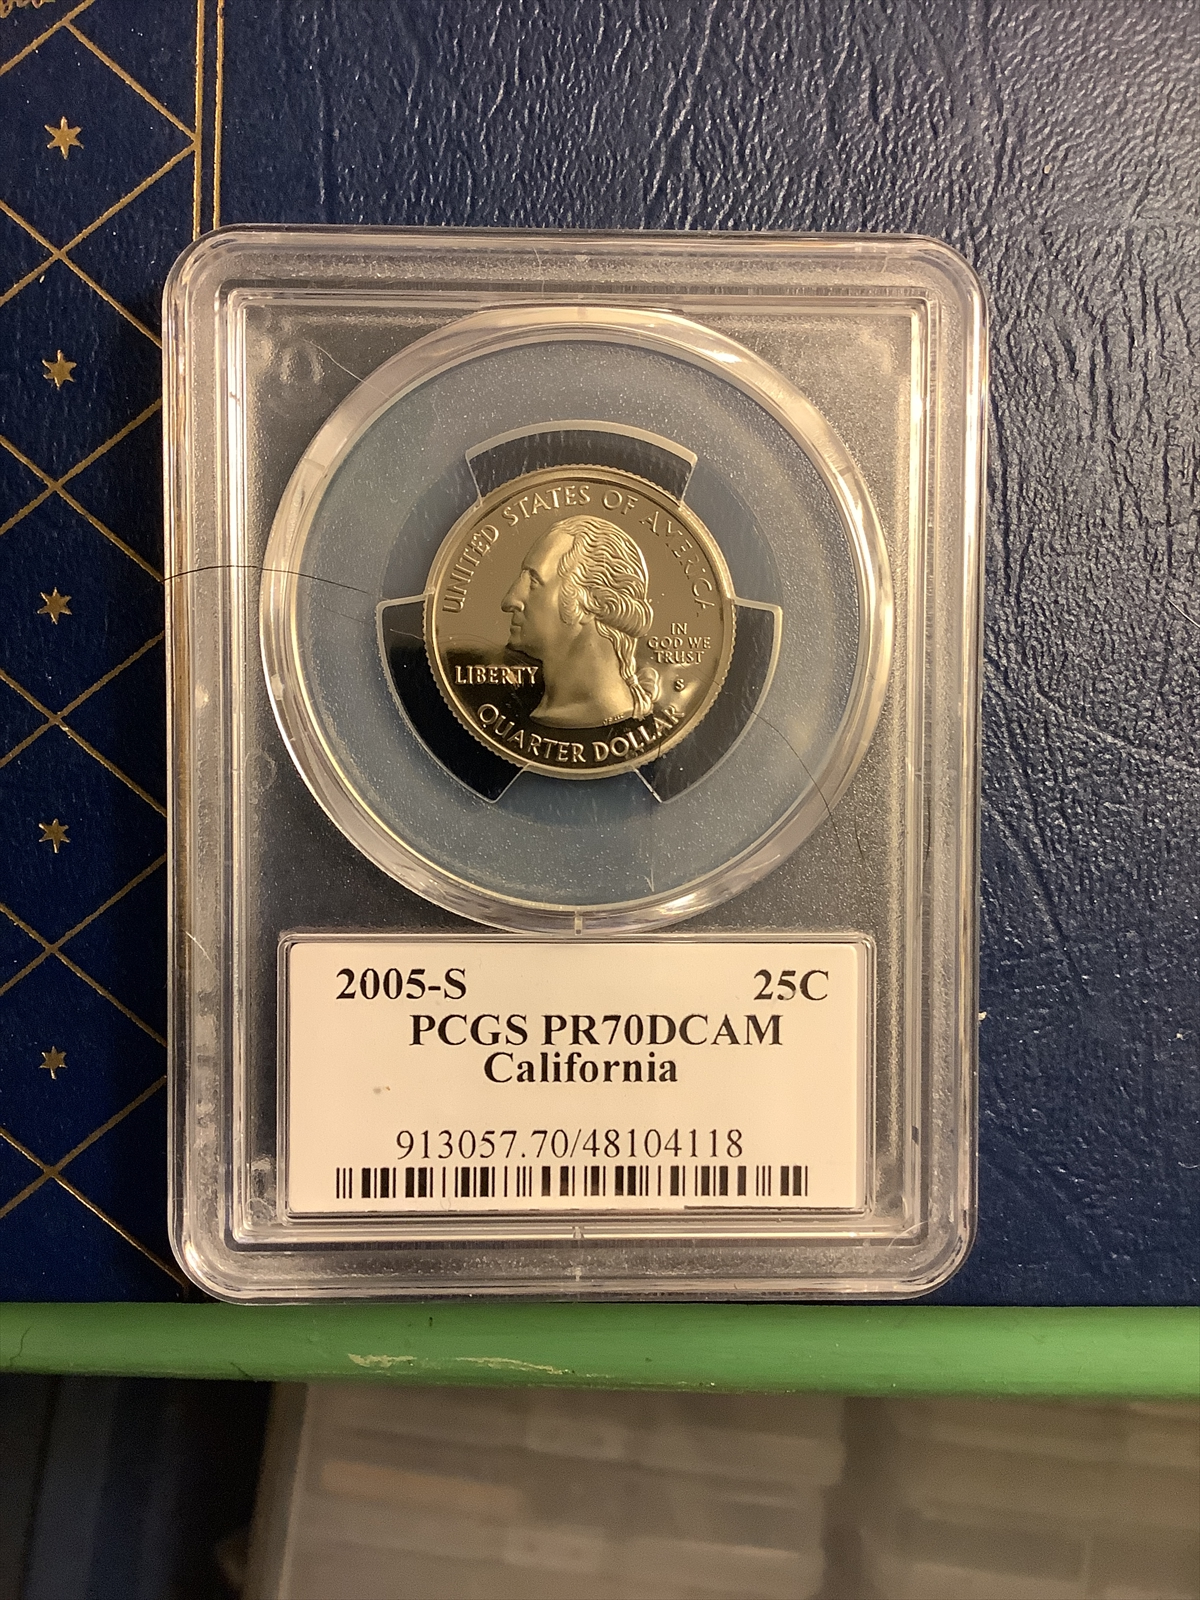 UNITED STATES OF AMERICA
IN
GOD WE
TRUST
LIBERTY
S
QUARTER DOLLAR
2005-S 25C
PCGS PR70DCAM
California
913057.70/48104118